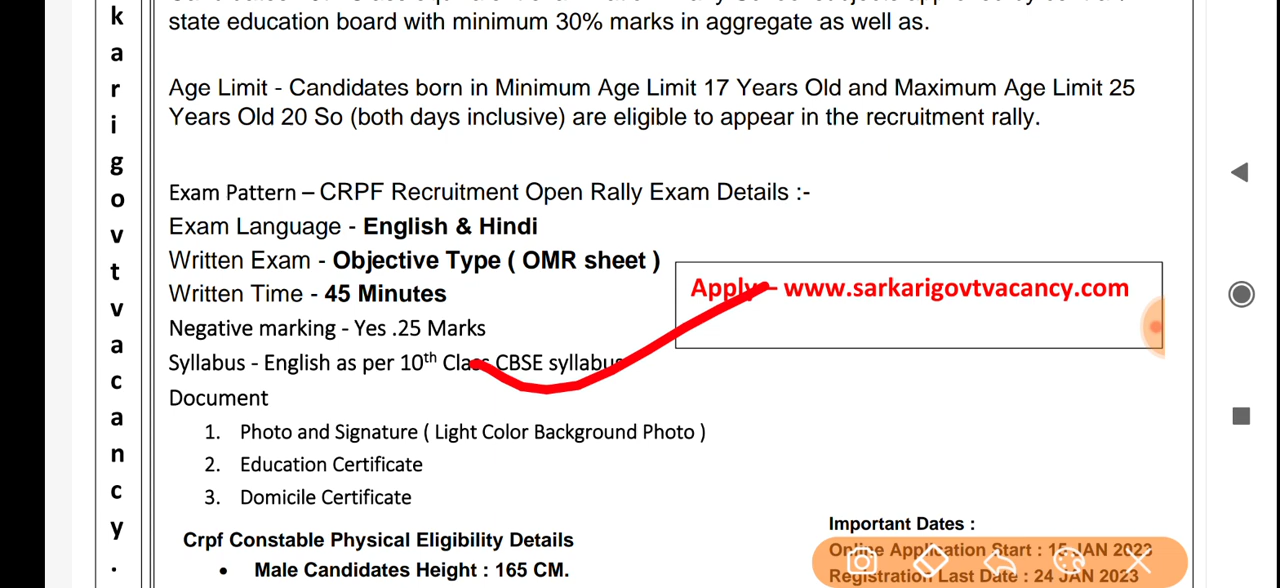 k
a
r
i
g
o
v
t
v
a
c
a
n
c
y
.
state education board with minimum 30% marks in aggregate as well as.
Age Limit - Candidates born in Minimum Age Limit 17 Years Old and Maximum Age Limit 25
Years Old 20 So (both days inclusive) are eligible to appear in the recruitment rally.
Exam Pattern – CRPF Recruitment Open Rally Exam Details :-
Exam Language - English & Hindi
Written Exam - Objective Type ( OMR sheet )
Apply – www.sarkarigovtvacancy.com
Written Time - 45 Minutes
Negative marking - Yes .25 Marks
Syllabus - English as per 10th Class CBSE syllabus
Document
1. Photo and Signature ( Light Color Background Photo )
2. Education Certificate
3. Domicile Certificate
Crpf Constable Physical Eligibility Details
• Male Candidates Height : 165 CM.
Important Dates :
Online Application Start : 15 JAN 2023
Registration Last Date : 24 JAN 2023